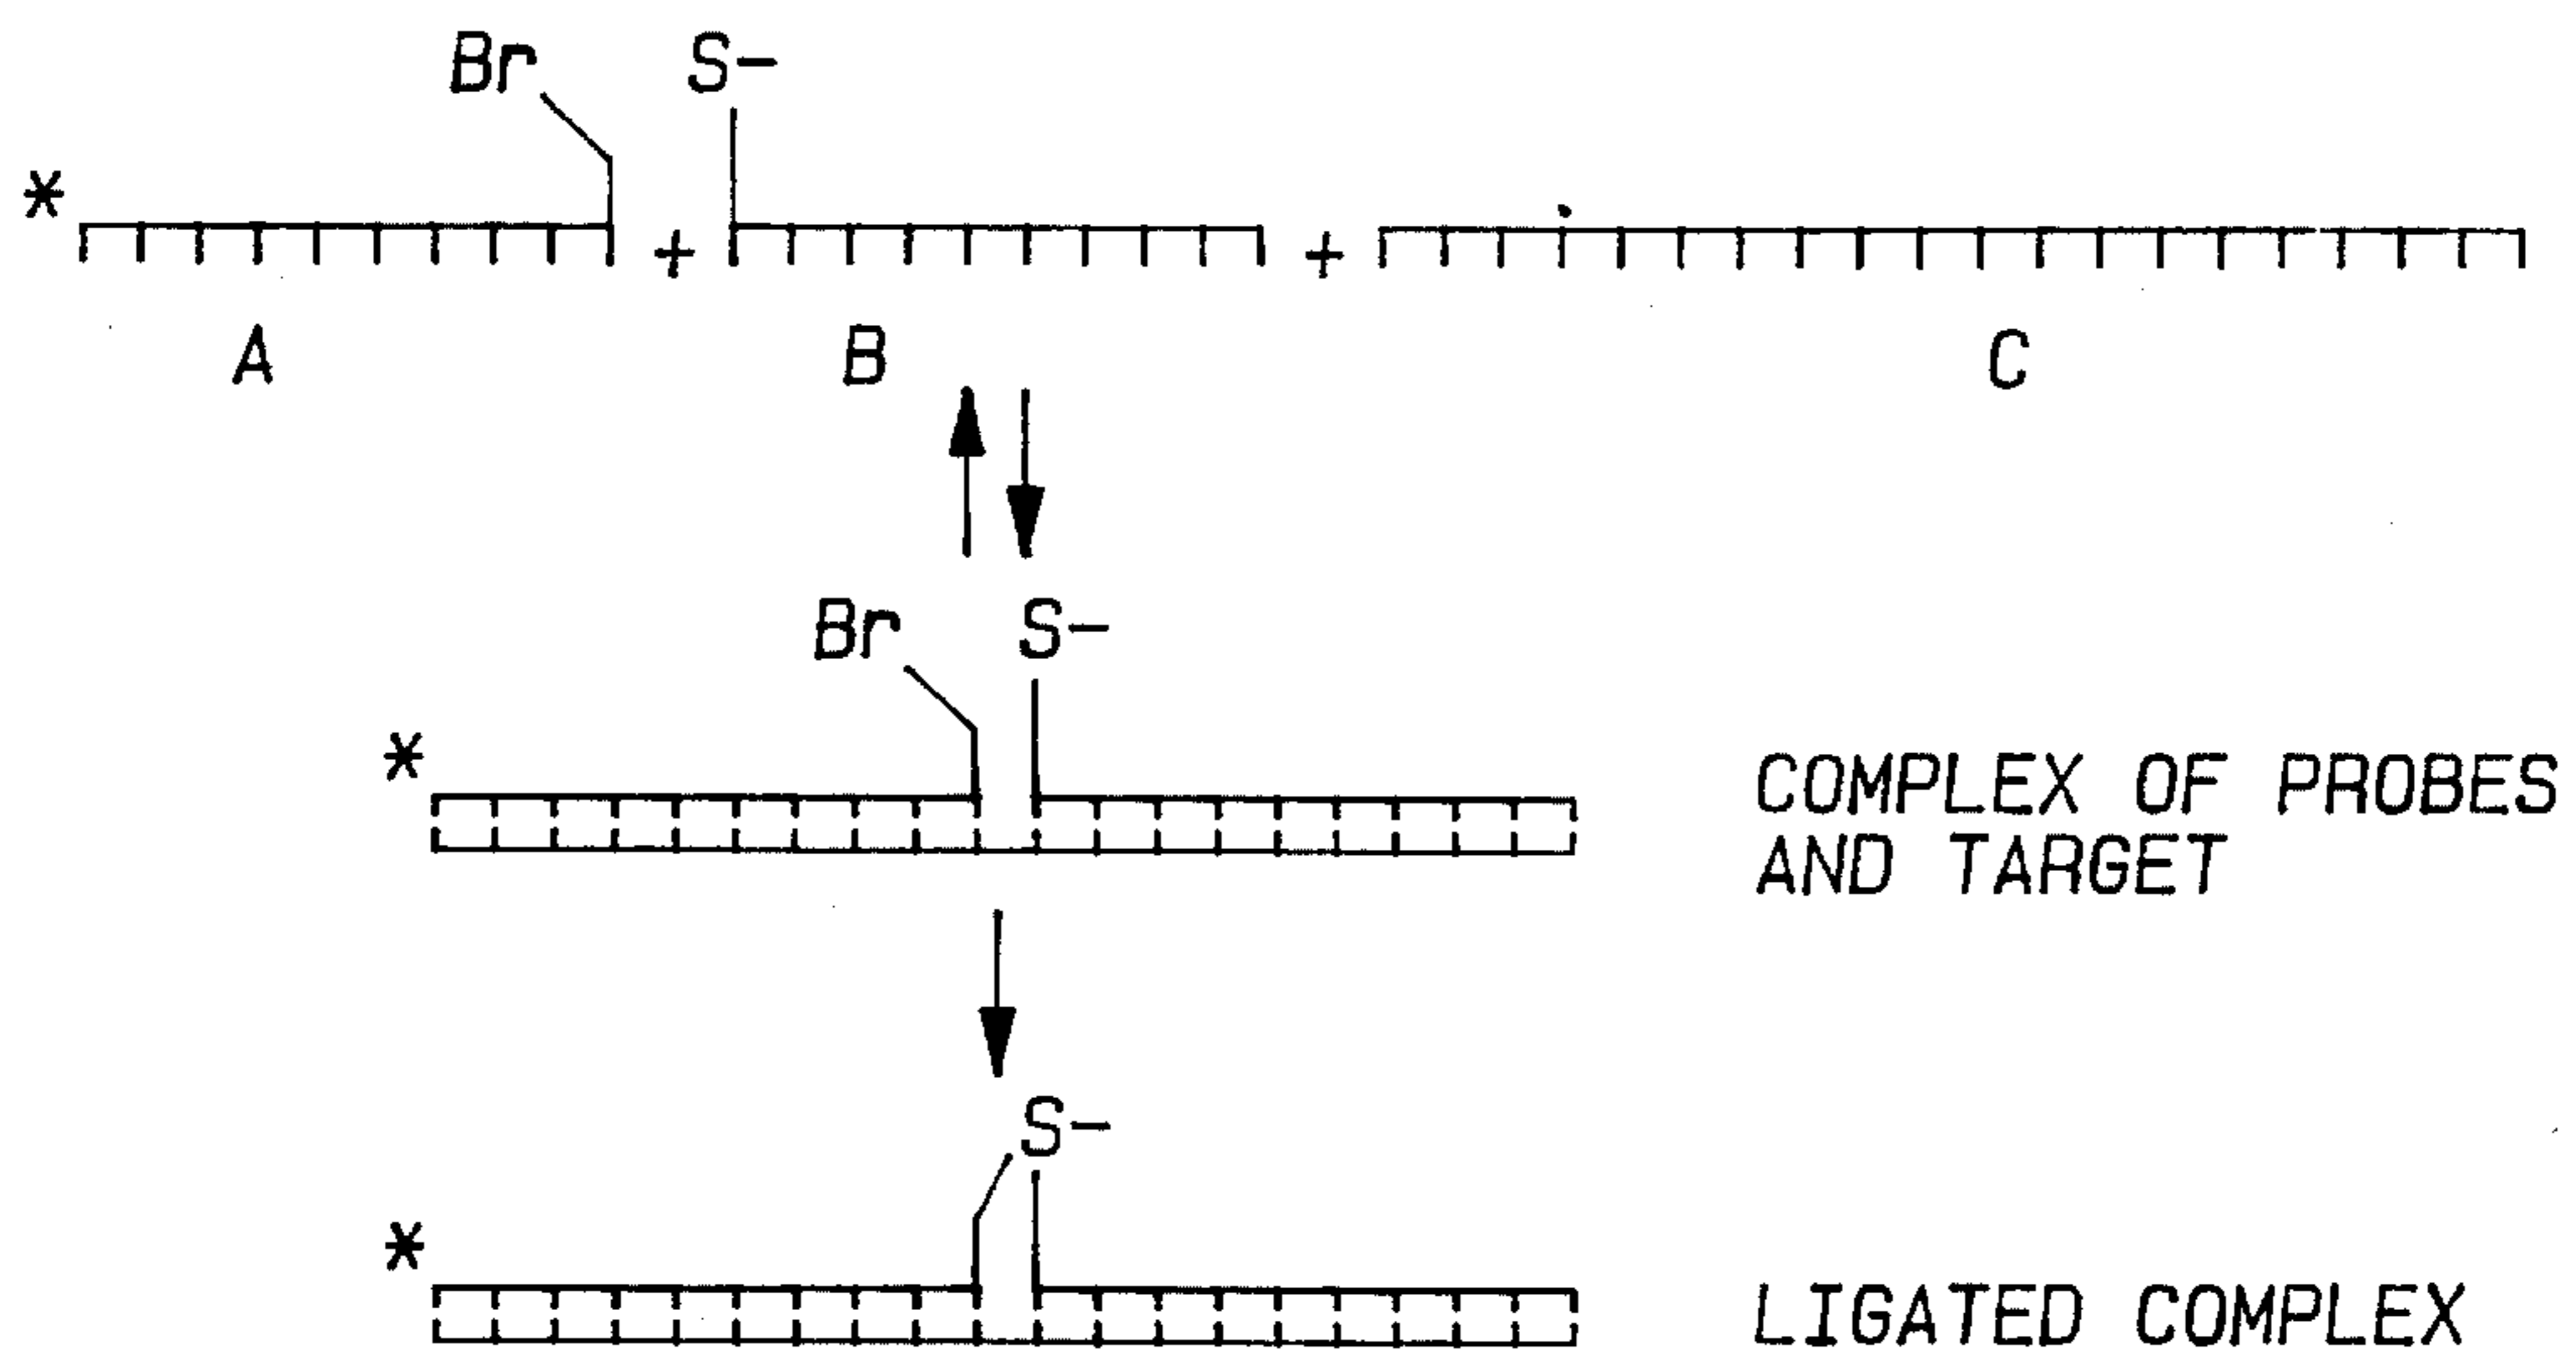 Br S-
* + +
A B C
Br S-
*
COMPLEX OF PROBES
AND TARGET
S-
*
LIGATED COMPLEX